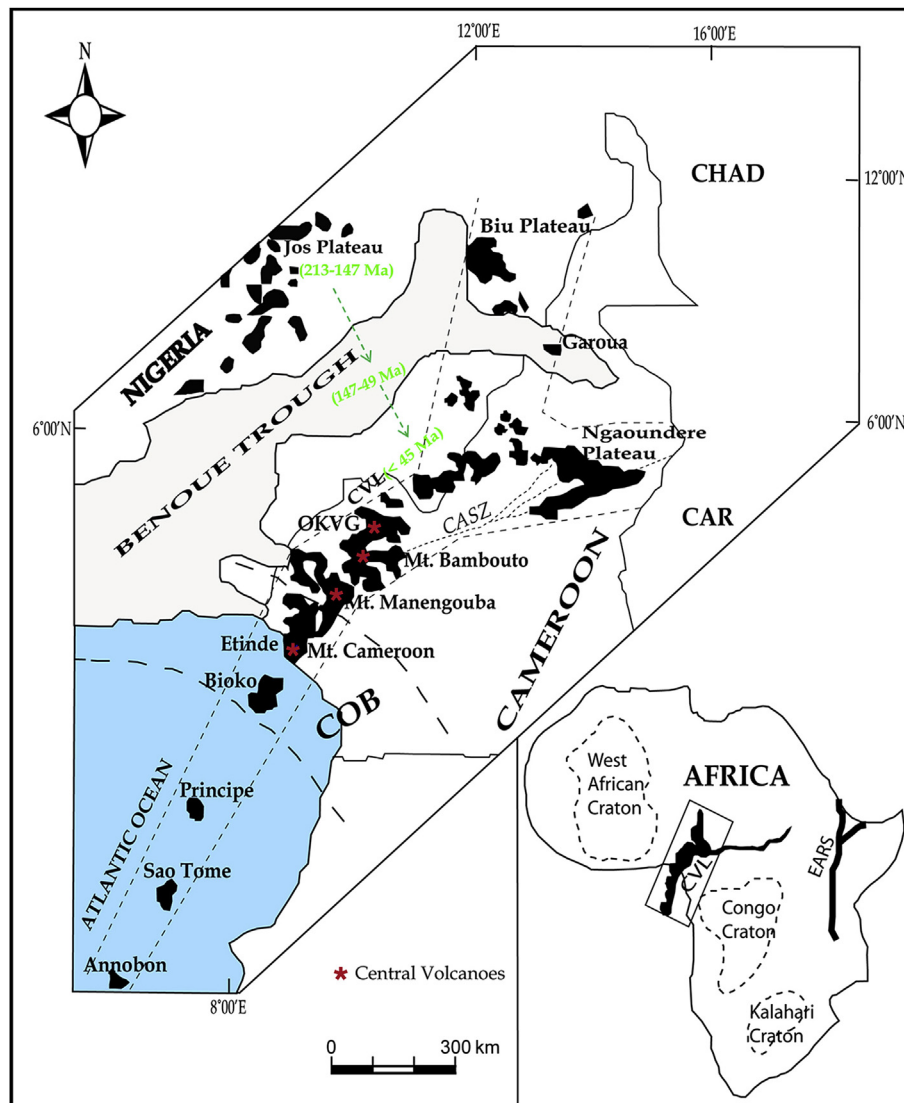 12°00'E
16°00'E
N
CHAD
12°00'N
Biu Plateau
Jos Plateau
(213-147 Ma)
NIGERIA
Garoua
(147-49 Ma)
6°00'N
6°00'N
BENOUE TROUGH
Ngaoundere
Plateau
(< 45 Ma)
CVL
OKVG
CASZ
CAR
Mt. Bambouto
Mt. Manengouba
CAMEROON
Etinde
Mt. Cameroon
Bioko
COB
ATLANTIC OCEAN
Principe
Sao Tome
Annobon
8°00'E
* Central Volcanoes
0
300 km
AFRICA
West
African
Craton
CVL
EARS
Congo
Craton
Kalahari
Craton